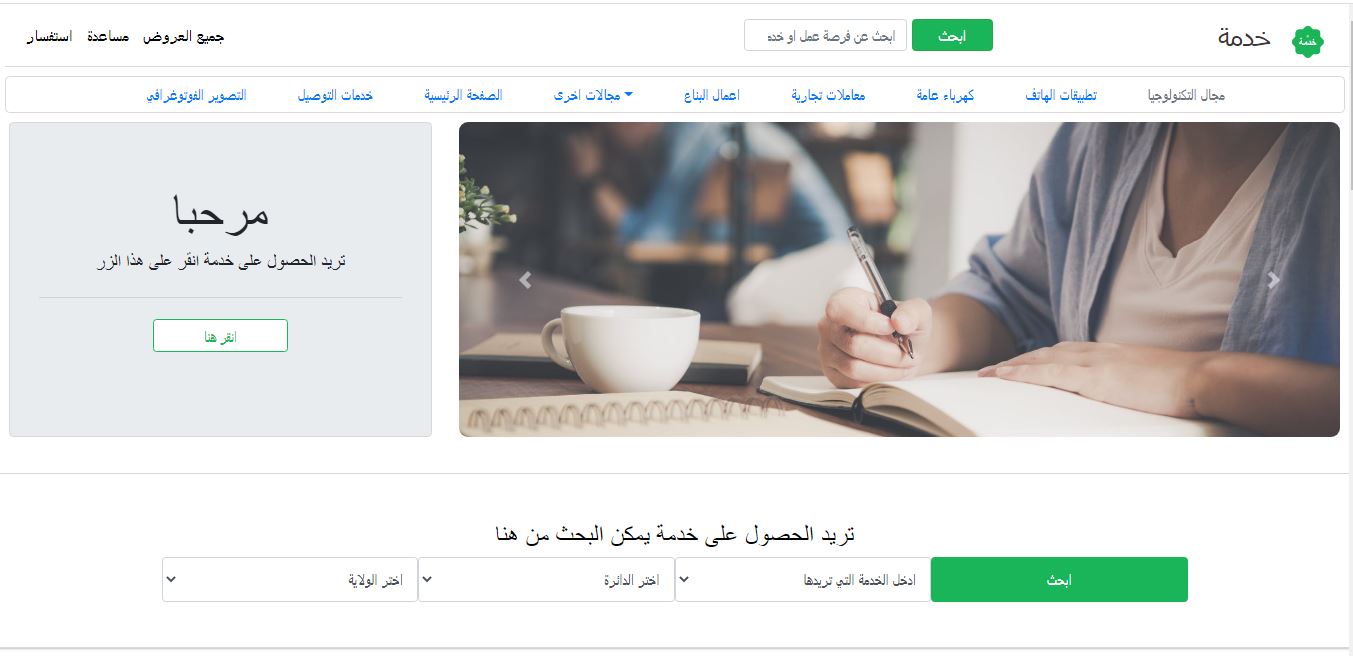 خدمة
خدمة
ابحث
ابحث عن فرصة عمل او خدم
جميع العروض
مساعدة
استفسار
مجال التكنولوجيا
تطبيقات الهاتف
كهرباء عامة
معاملات تجارية
اعمال البناع
مجالات اخرى
الصفحة الرئيسية
خدمات التوصيل
التصوير الفوتوغرافي
مرحبا
تريد الحصول على خدمة انقر على هذا الزر
انقر هنا
تريد الحصول على خدمة يمكن البحث من هنا
ابحث
ادخل الخدمة التي تريدها
اختر الدائرة
اختر الولاية